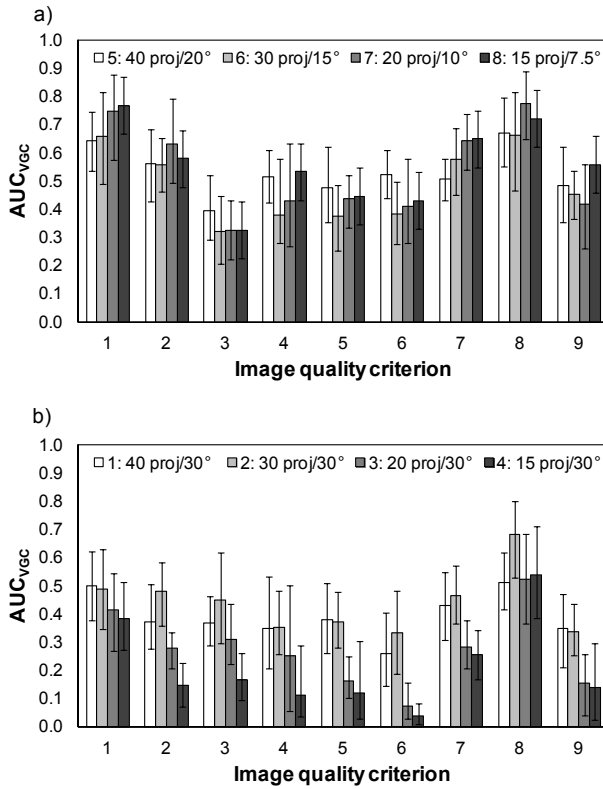 a)
1.0
5: 40 proj/20° 6: 30 proj/15° 7: 20 proj/10° 8: 15 proj/7.5°
0.9
0.8
0.7
0.6
0.5
0.4
0.3
0.2
0.1
0.0
AUCVGC
1 2 3 4 5 6 7 8 9
Image quality criterion
b)
1.0
1: 40 proj/30° 2: 30 proj/30° 3: 20 proj/30° 4: 15 proj/30°
0.9
0.8
0.7
0.6
0.5
0.4
0.3
0.2
0.1
0.0
AUCVGC
1 2 3 4 5 6 7 8 9
Image quality criterion